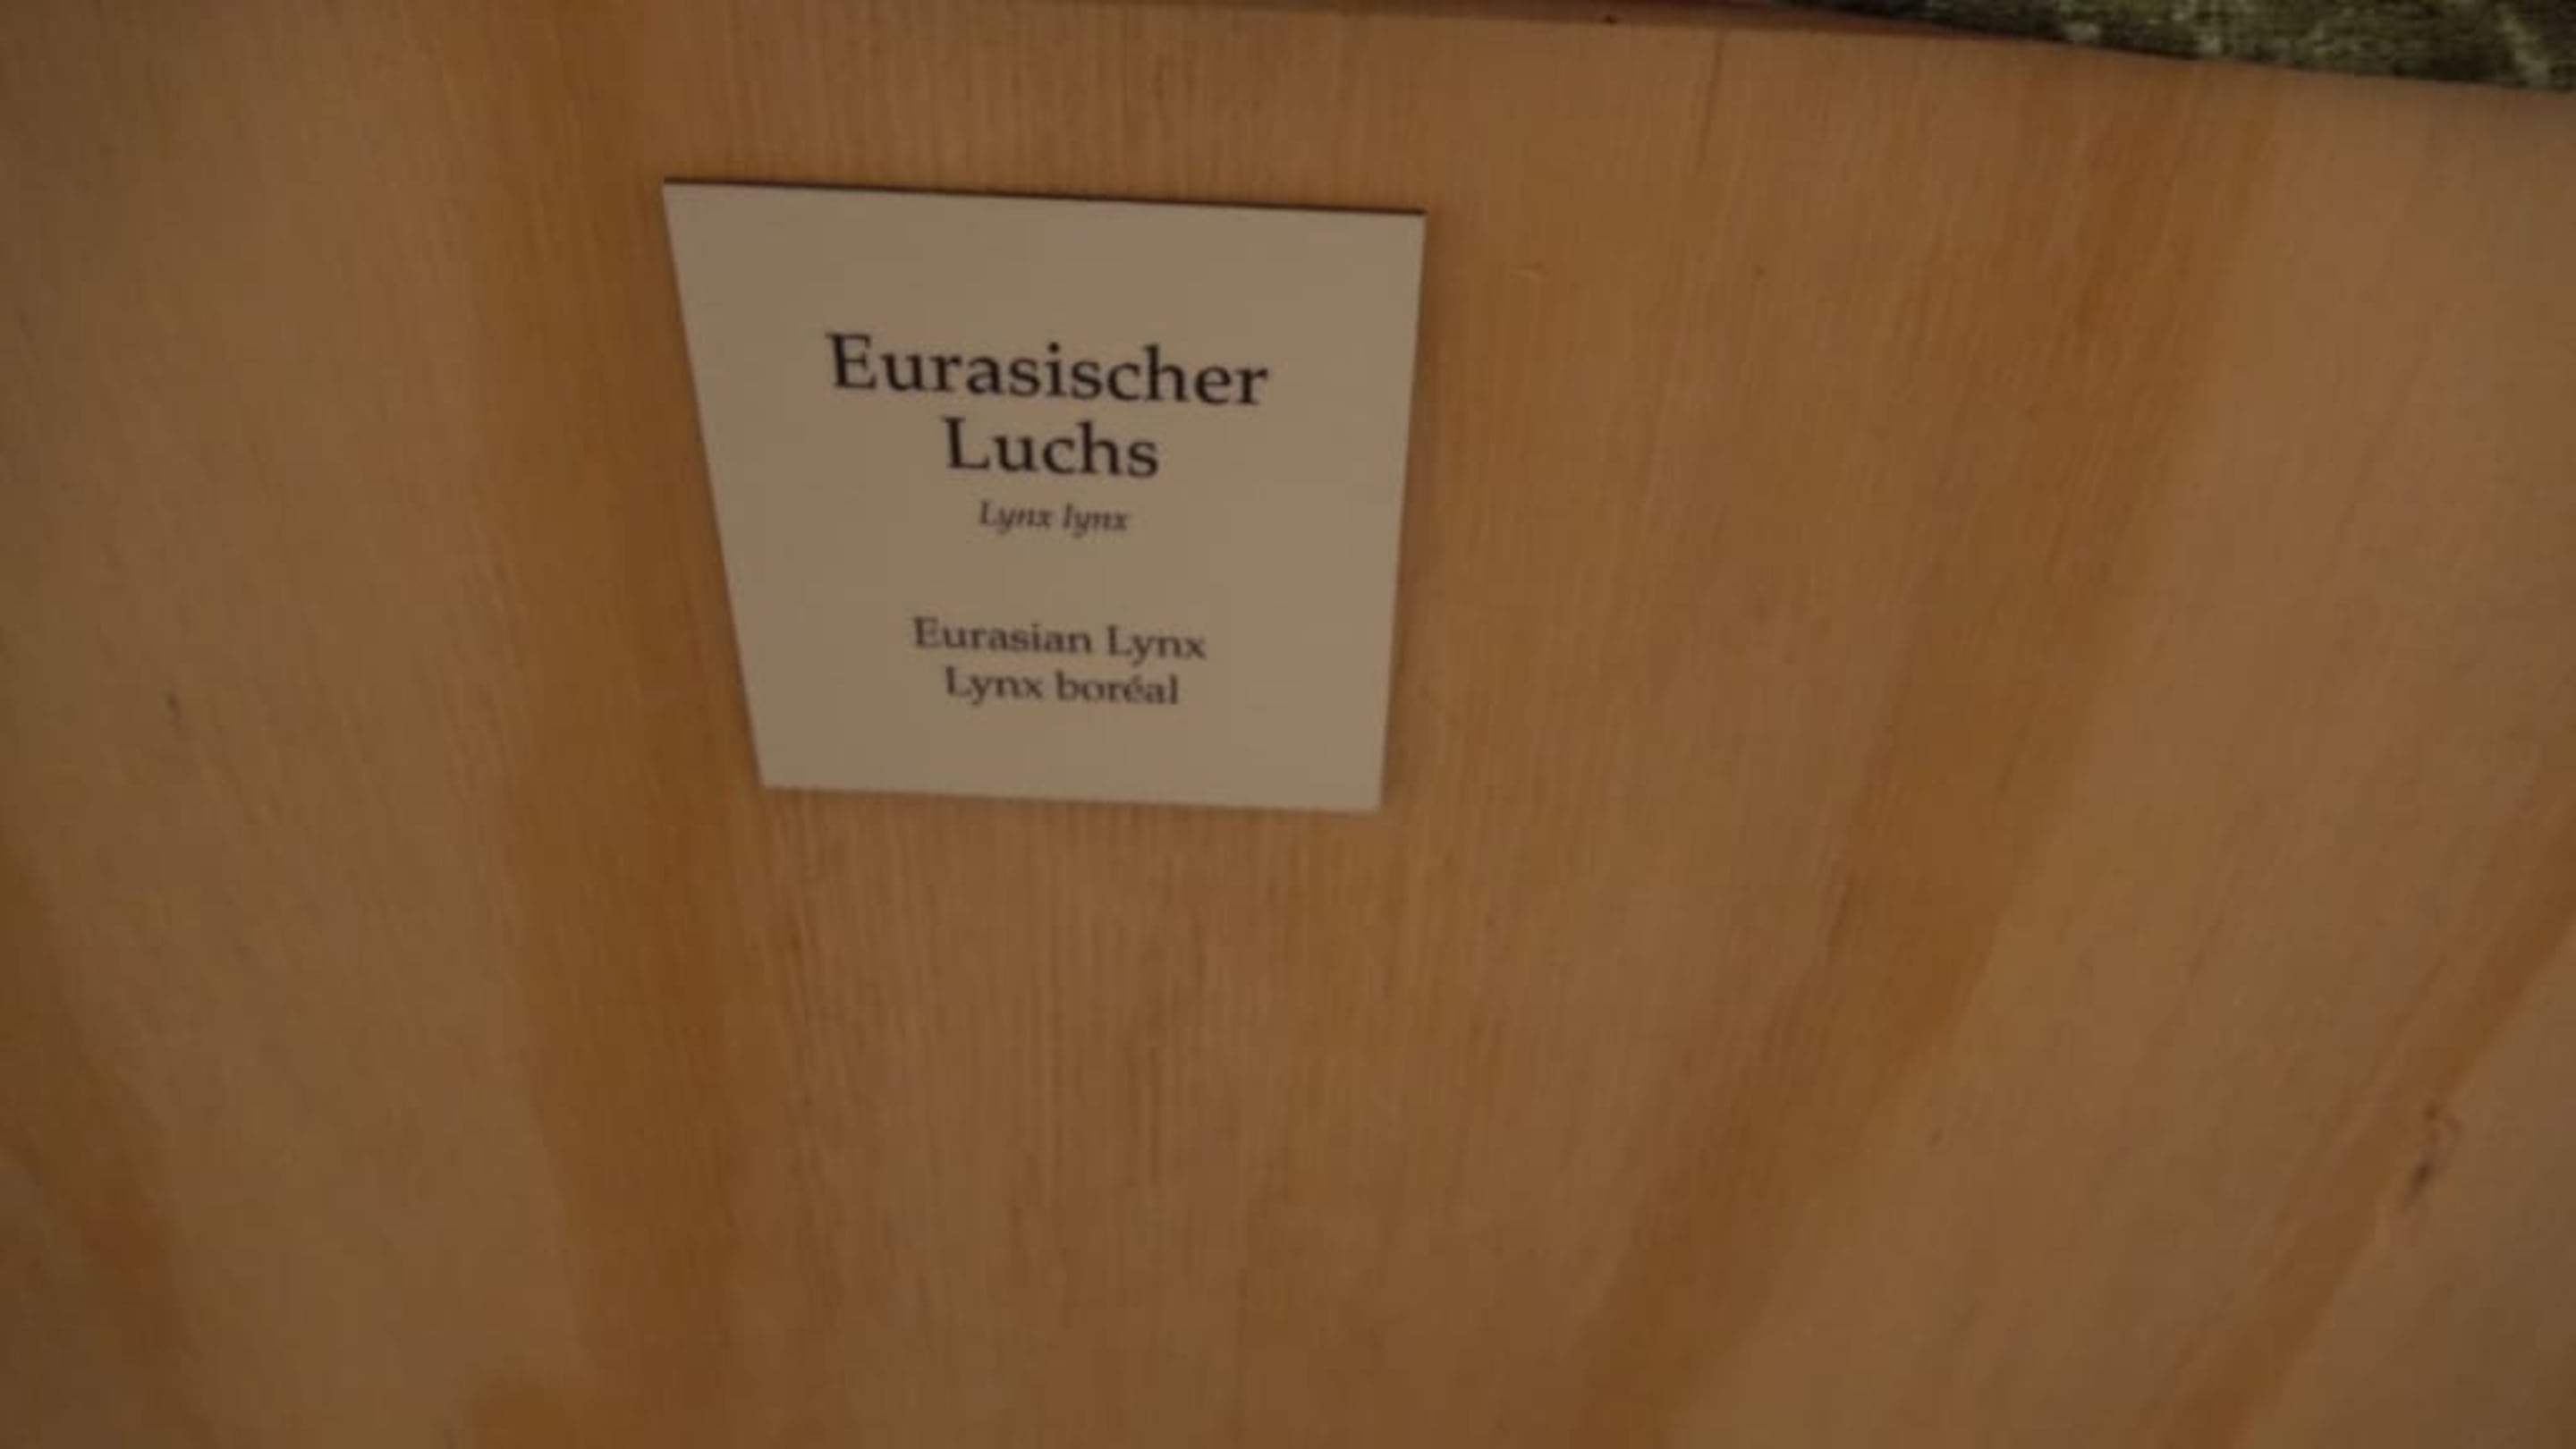 Eurasischer
Luchs
Lynx lynx
Eurasian Lynx
Lynx boréal